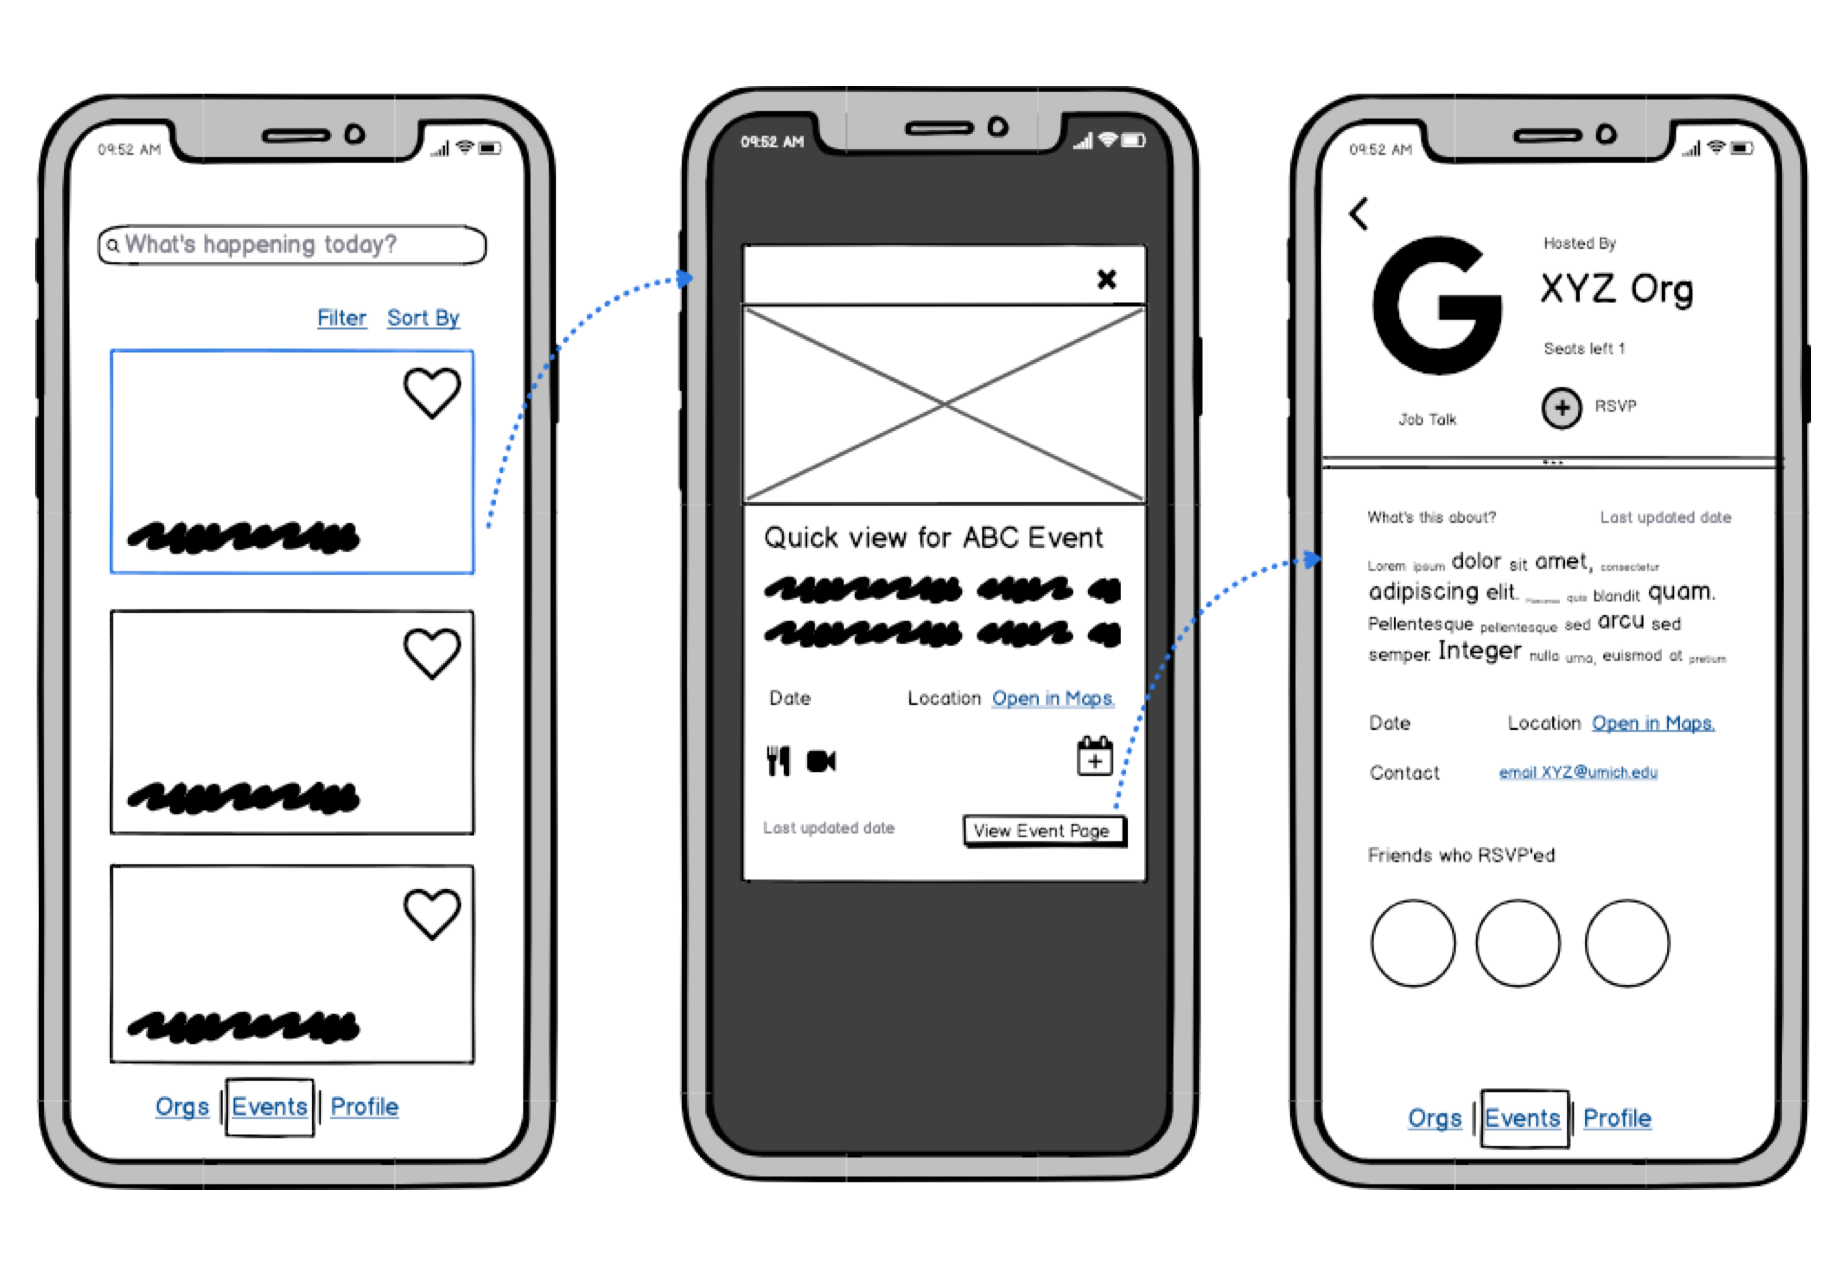 09:52 AM
What's happening today?
Filter Sort By
Orgs Events Profile
09:52 AM
Quick view for ABC Event
Date Location Open in Maps.
Last updated date View Event Page
09:52 AM
Hosted By
XYZ Org
Seats left 1
RSVP
Job Talk
What's this about? Last updated date
Lorem ipsum dolor sit amet, consectetur
adipiscing elit. Maecenas quis blandit quam.
Pellentesque pellentesque sed arcu sed
semper. Integer nulla urna, euismod at pretium
Date Location Open in Maps.
Contact email XYZ@umich.edu
Friends who RSVP'ed
Orgs Events Profile